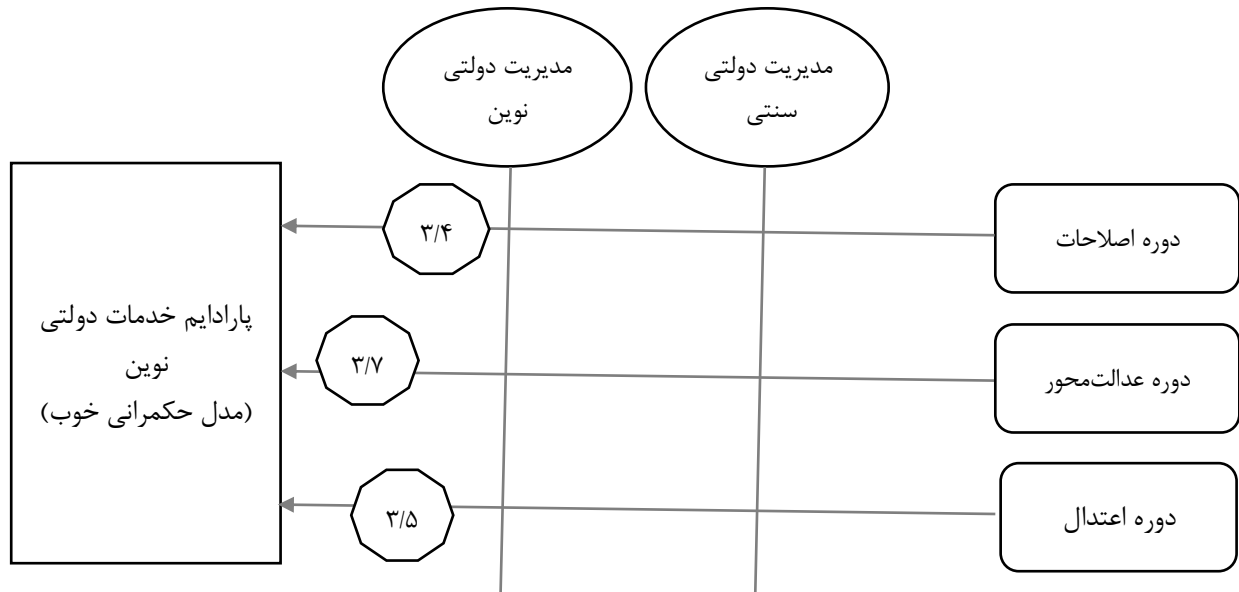 مدیریت دولتی
سنتی
مدیریت دولتی
نوین
دوره اصلاحات
۳/۴
دوره عدالت‌محور
۳/۷
دوره اعتدال
۳/۵
پارادایم خدمات دولتی
نوین
(مدل حکمرانی خوب)